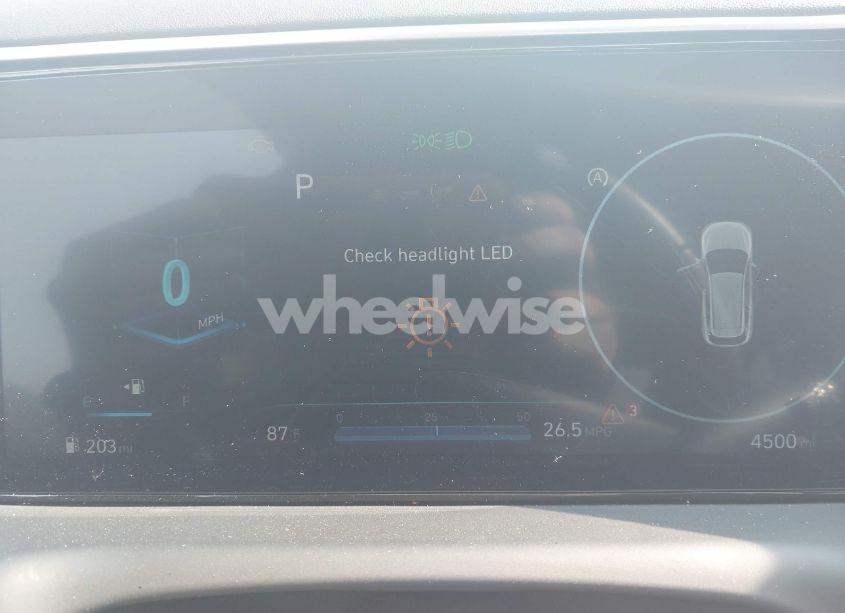 P
A
Check headlight LED
0
MPH
wheelwise
E F
0 25 50
3
203 mi
87 F
26.5 MPG
4500 mi